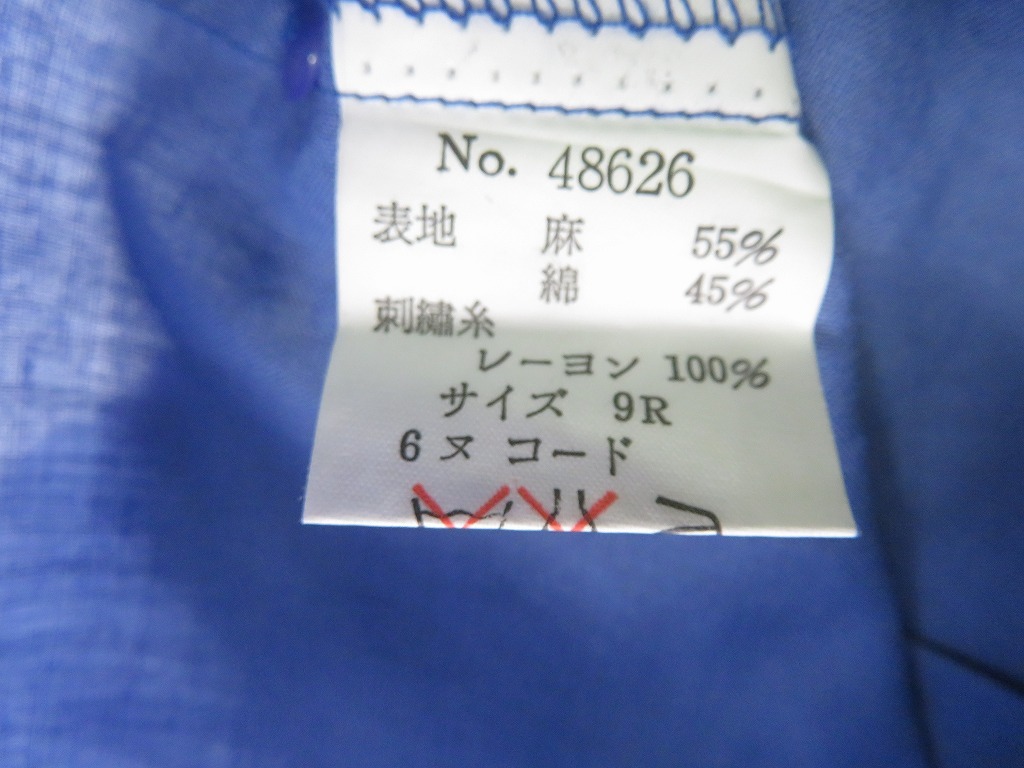 No. 48626
表地 麻 55%
綿 45%
刺繡糸
レーヨン 100%
サイズ 9R
6ヌ コード